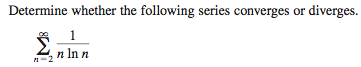 Determine whether the following series converges or diverges.
∞
∑ 1 / (n ln n)
n=2